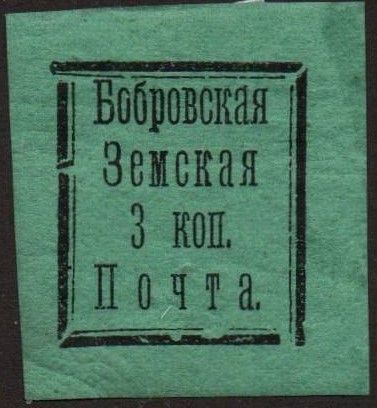 Бобровская
Земская
3 коп.
Почта.